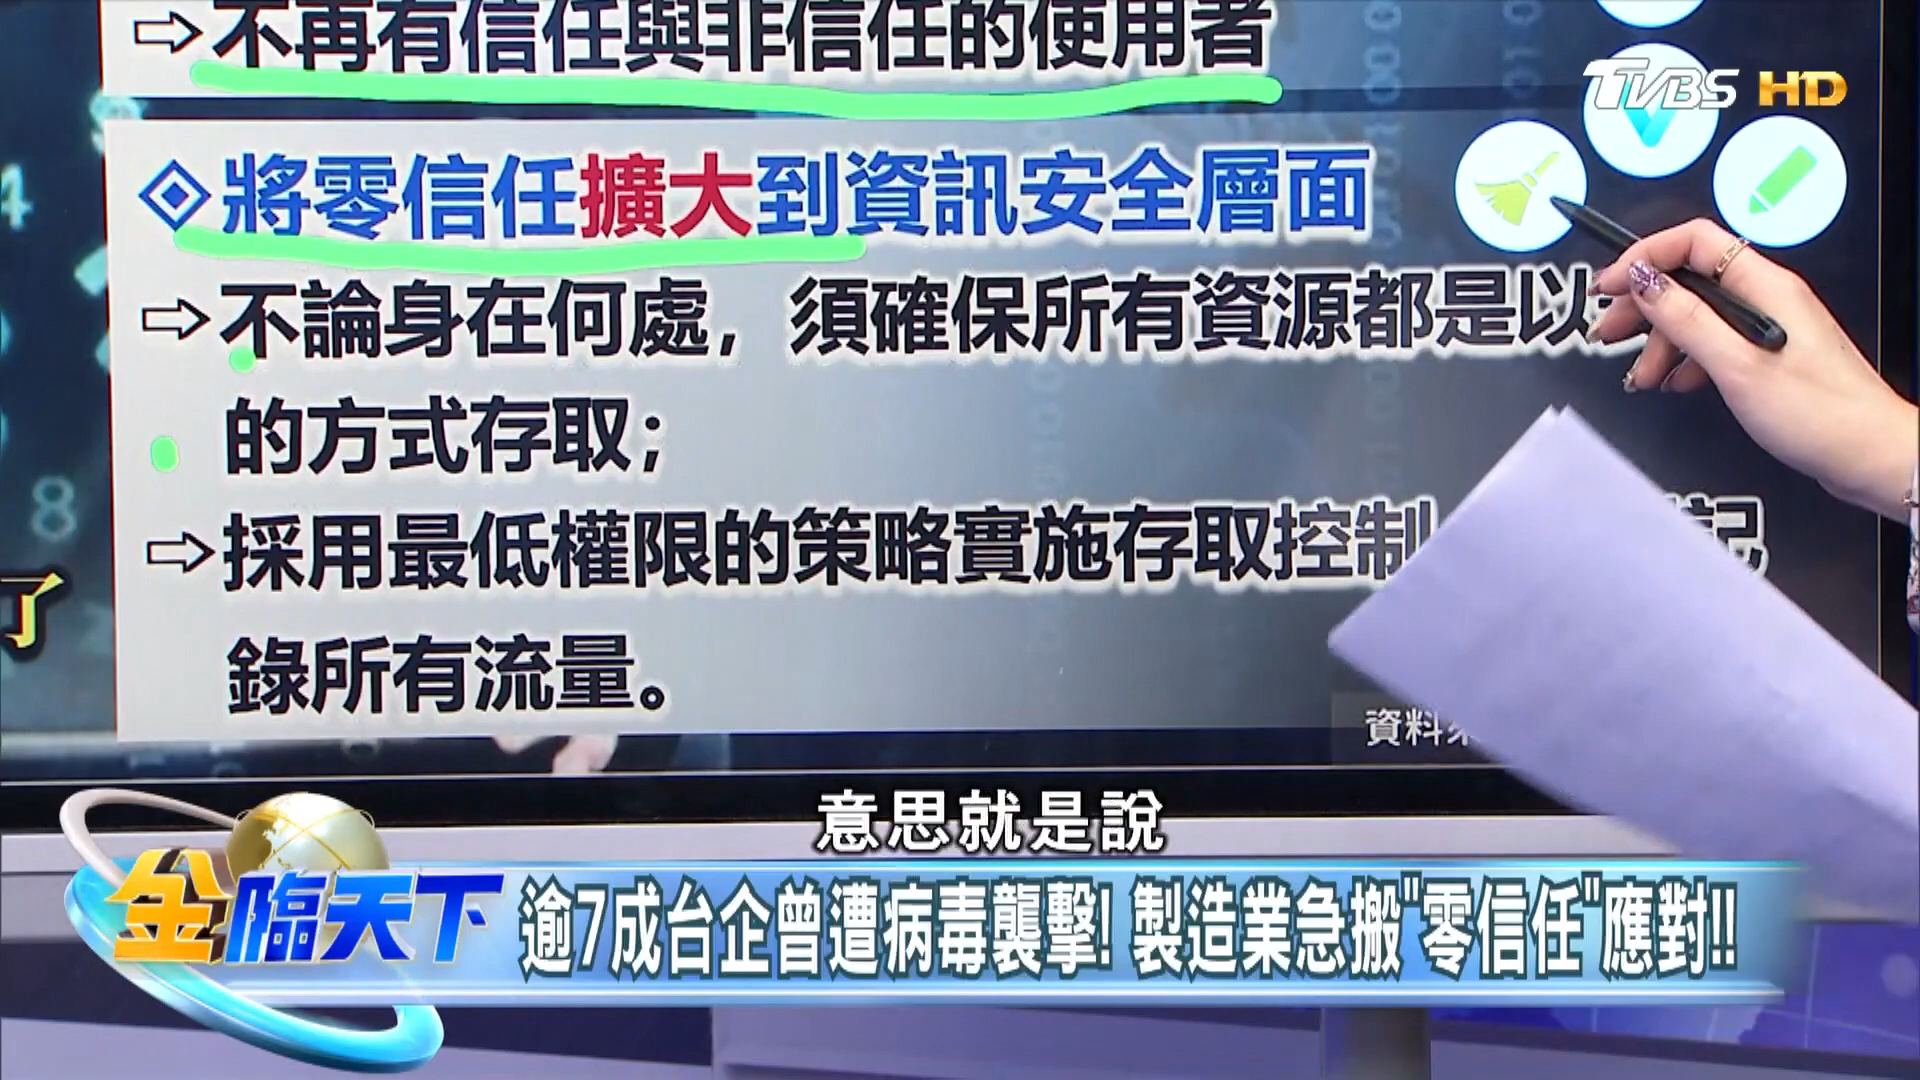 不再有信任與非信任的使用者
TVBS HD
將零信任擴大到資訊安全層面
不論身在何處，須確保所有資源都是以
的方式存取；
採用最低權限的策略實施存取控制
記
錄所有流量。
資料
4
8
了
意思就是說
金臨天下
逾7成台企曾遭病毒襲擊! 製造業急搬"零信任"應對!!